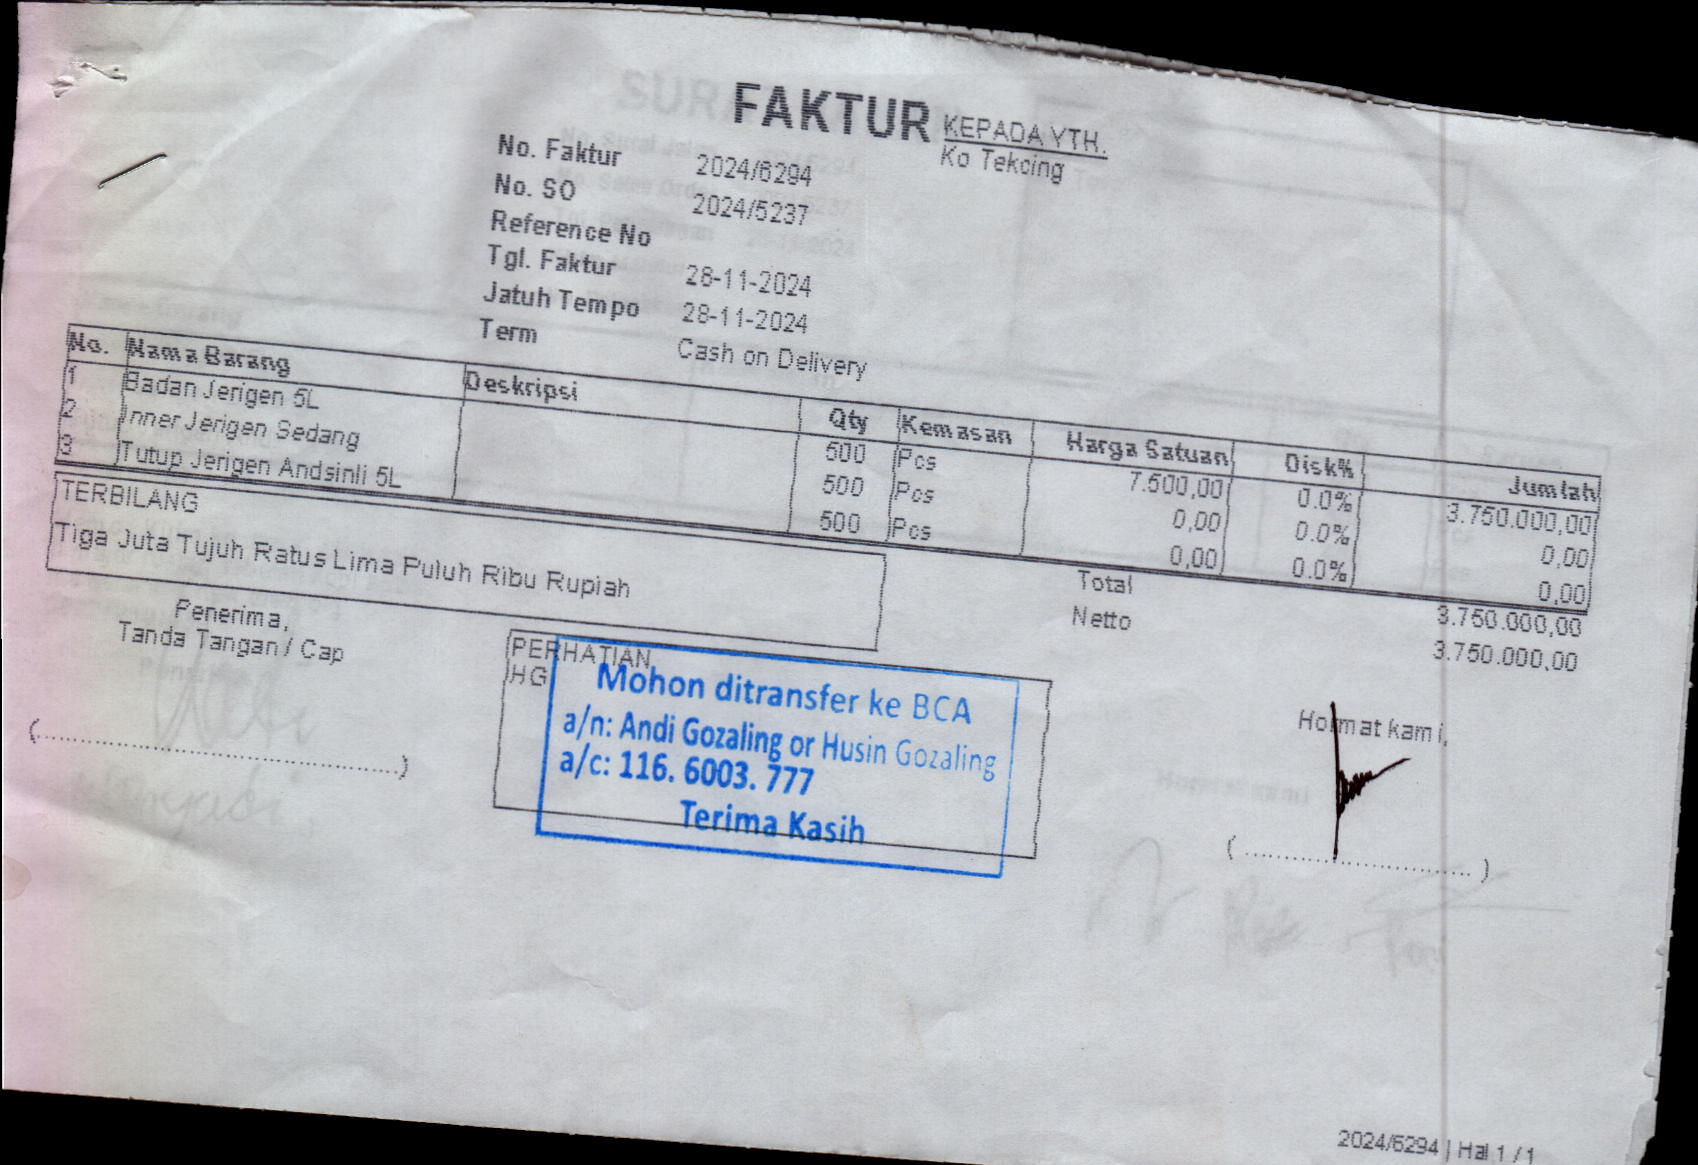 FAKTUR
KEPADA YTH.
Ko Tekcing
No. Faktur 2024/6294
No. SO 2024/5237
Reference No
Tgl. Faktur 28-11-2024
Jatuh Tempo 28-11-2024
Term Cash on Delivery
No. Nama Barang Deskripsi Qty Kemasan Harga Satuan Disk% Jumlah
1 Badan Jerigen 5L 500 Pcs 7.500,00 0.0% 3.750.000,00
2 Inner Jerigen Sedang 500 Pcs 0,00 0.0% 0,00
3 Tutup Jerigen Andsinli 5L 500 Pcs 0,00 0.0% 0,00
TERBILANG
Tiga Juta Tujuh Ratus Lima Puluh Ribu Rupiah
Total 3.750.000,00
Netto 3.750.000,00
Penerima,
Tanda Tangan / Cap
PERHATIAN
HG
Mohon ditransfer ke BCA
a/n: Andi Gozaling or Husin Gozaling
a/c: 116. 6003. 777
Terima Kasih
Hormat kami,
2024/6294 | Hal 1 / 1